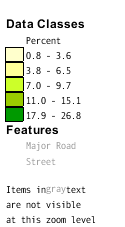 Data Classes
Percent
0.8 - 3.6
3.8 - 6.5
7.0 - 9.7
11.0 - 15.1
17.9 - 26.8
Features
Major Road
Street
Items in gray text
are not visible
at this zoom level